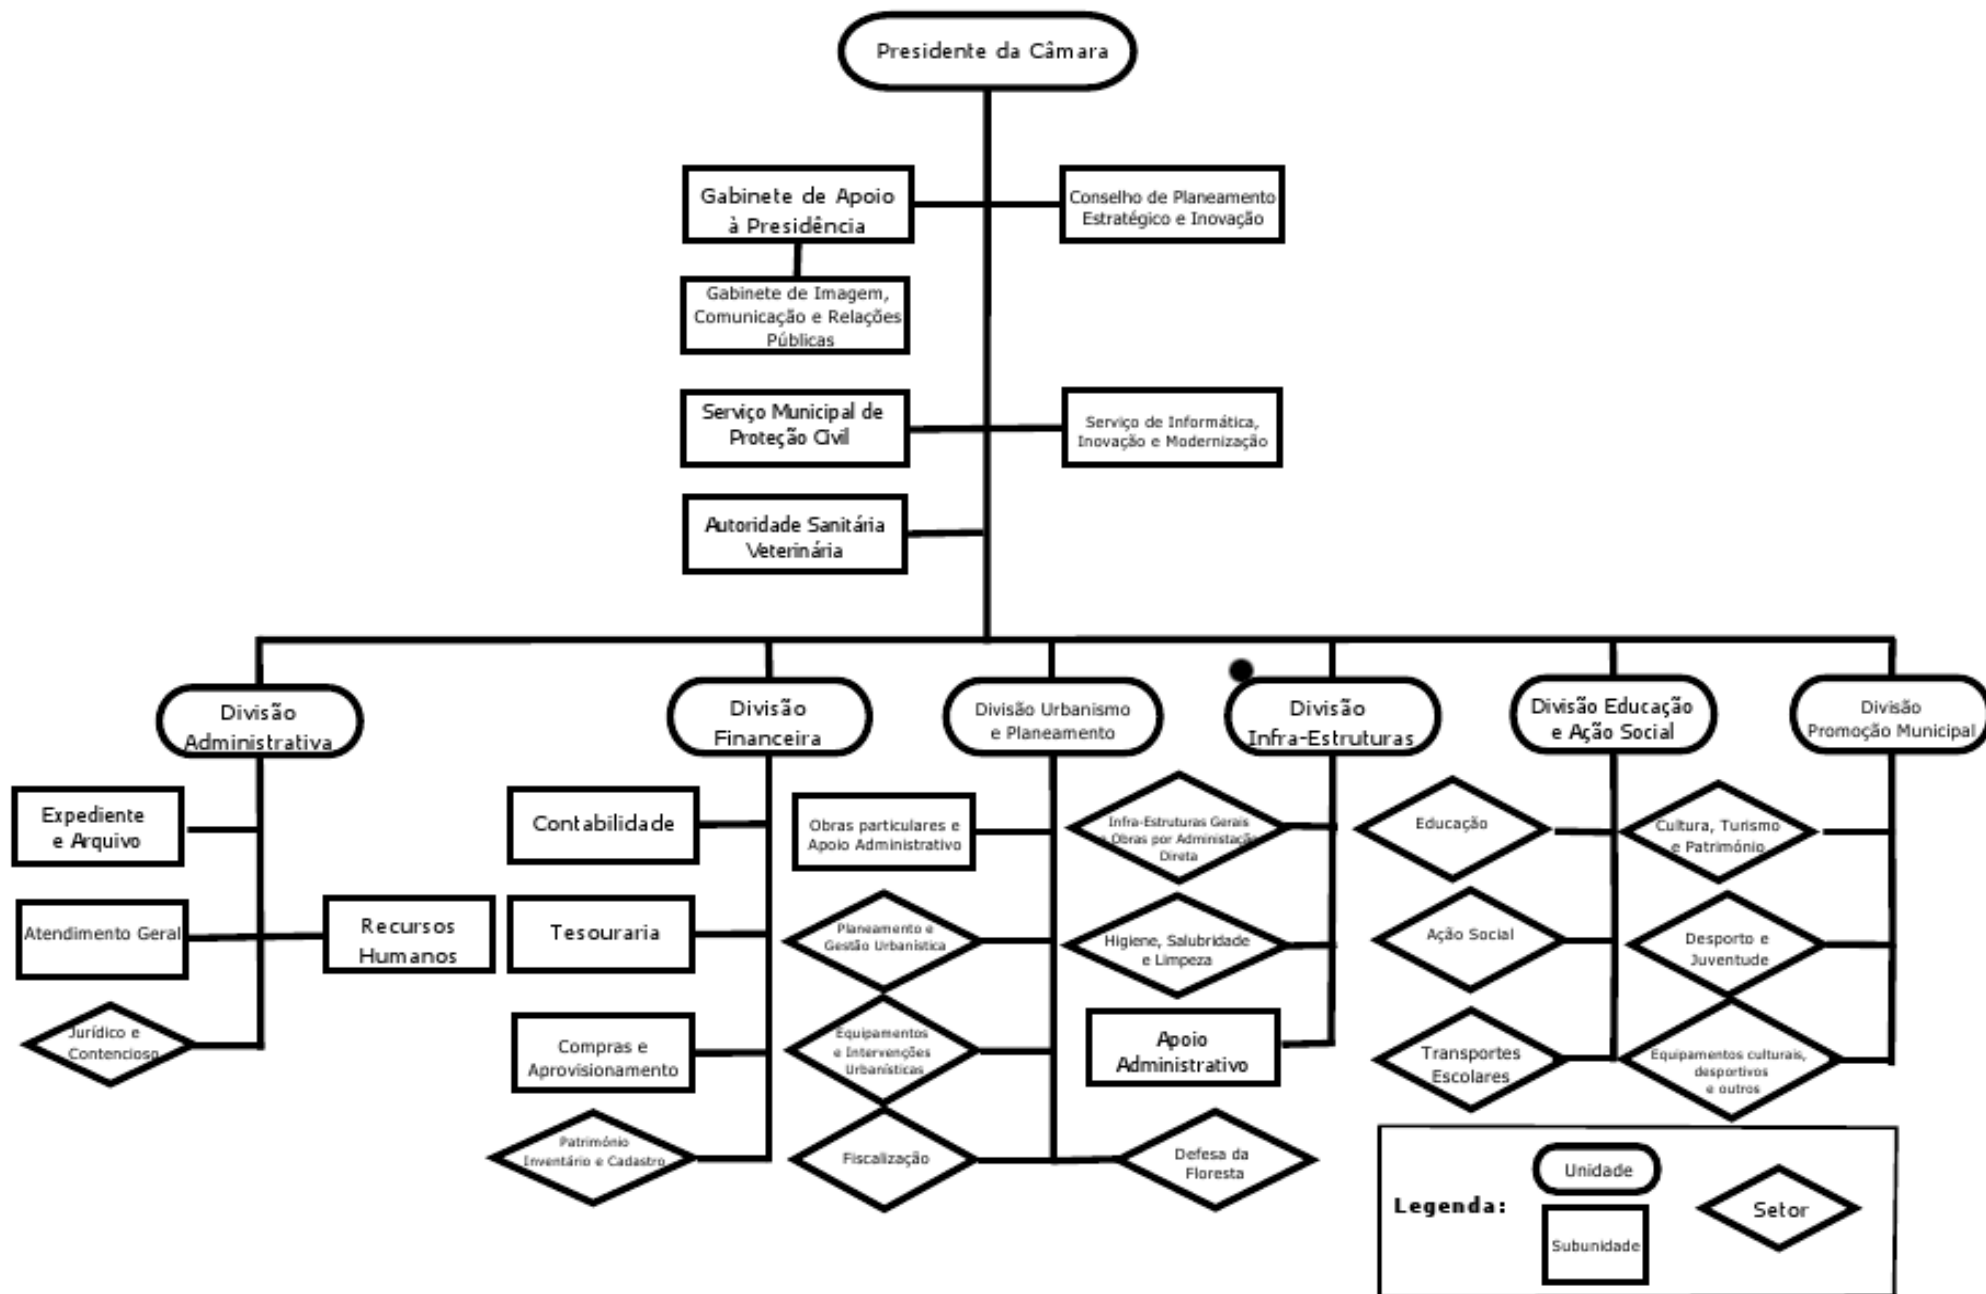 Presidente da Câmara
Gabinete de Apoio
à Presidência
Conselho de Planeamento
Estratégico e Inovação
Gabinete de Imagem,
Comunicação e Relações
Públicas
Serviço Municipal de
Proteção Civil
Serviço de Informática,
Inovação e Modernização
Autoridade Sanitária
Veterinária
Divisão
Administrativa
Expediente
e Arquivo
Atendimento Geral
Recursos
Humanos
Jurídico e
Contencioso
Divisão
Financeira
Contabilidade
Tesouraria
Compras e
Aprovisionamento
Património
Inventário e Cadastro
Divisão Urbanismo
e Planeamento
Obras particulares e
Apoio Administrativo
Planeamento e
Gestão Urbanística
Equipamentos
e Intervenções
Urbanísticas
Fiscalização
Defesa da
Floresta
Divisão
Infra-Estruturas
Infra-Estruturas Gerais
e Obras por Administação
Direta
Higiene, Salubridade
e Limpeza
Apoio
Administrativo
Divisão Educação
e Ação Social
Educação
Ação Social
Transportes
Escolares
Divisão
Promoção Municipal
Cultura, Turismo
e Património
Desporto e
Juventude
Equipamentos culturais,
desportivos
e outros
Legenda:
Unidade
Subunidade
Setor